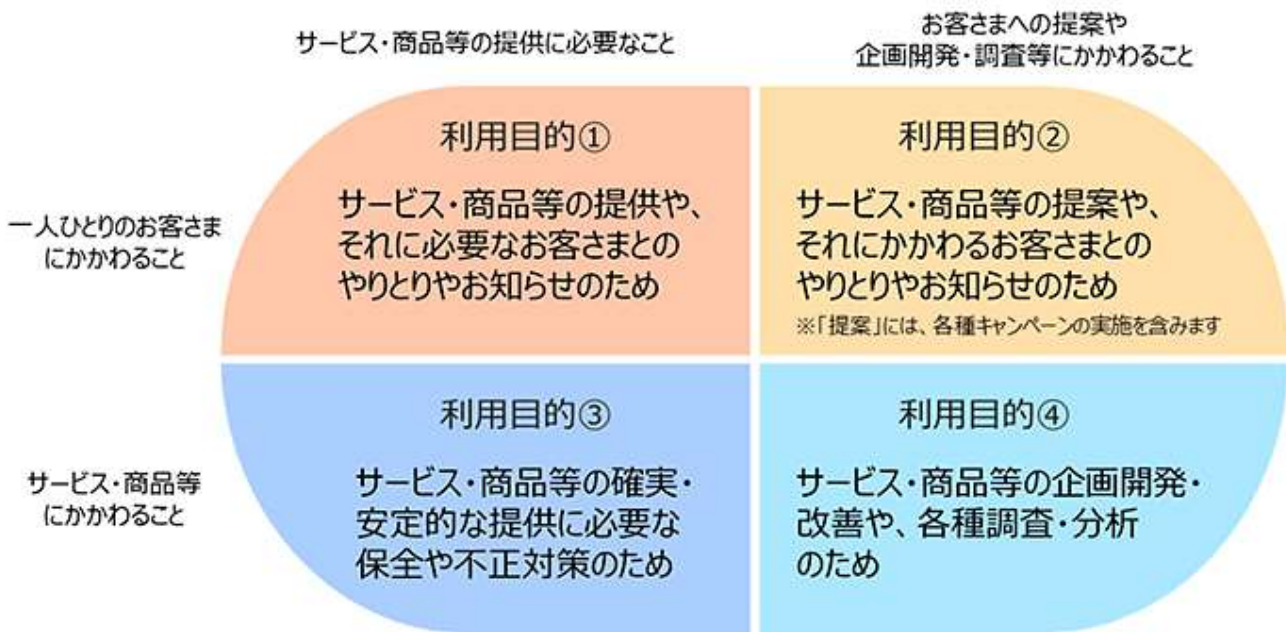 サービス・商品等の提供に必要なこと
お客さまへの提案や
企画開発・調査等にかかわること
一人ひとりのお客さま
にかかわること
利用目的①
サービス・商品等の提供や、
それに必要なお客さまとの
やりとりやお知らせのため
利用目的②
サービス・商品等の提案や、
それにかかわるお客さまとの
やりとりやお知らせのため
※「提案」には、各種キャンペーンの実施を含みます
サービス・商品等
にかかわること
利用目的③
サービス・商品等の確実・
安定的な提供に必要な
保全や不正対策のため
利用目的④
サービス・商品等の企画開発・
改善や、各種調査・分析
のため